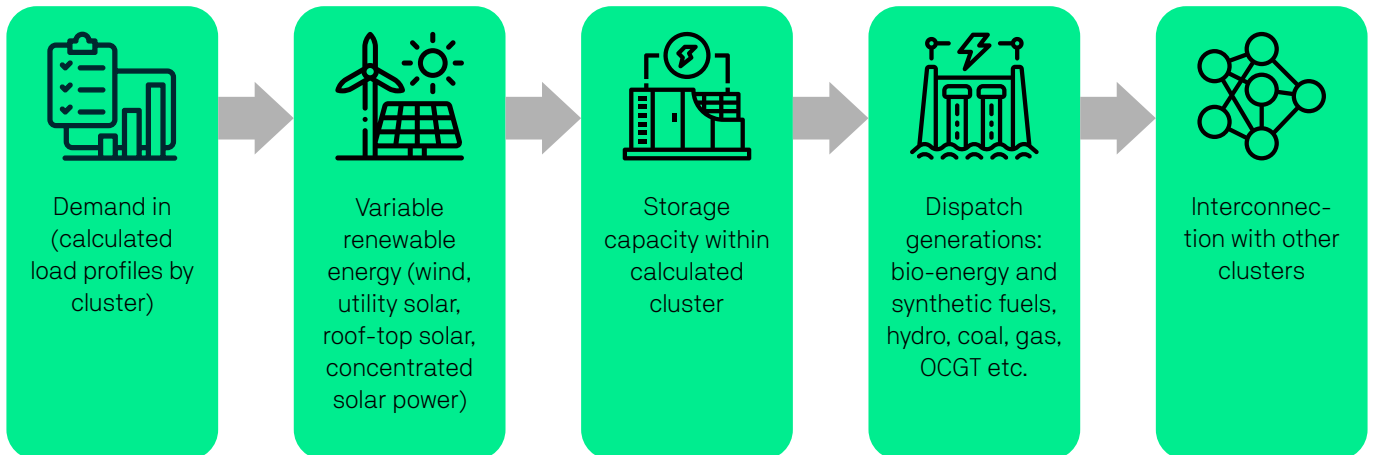 Demand in
(calculated
load profiles by
cluster)
Variable
renewable
energy (wind,
utility solar,
roof-top solar,
concentrated
solar power)
Storage
capacity within
calculated
cluster
Dispatch
generations:
bio-energy and
synthetic fuels,
hydro, coal, gas,
OCGT etc.
Interconnec-
tion with other
clusters